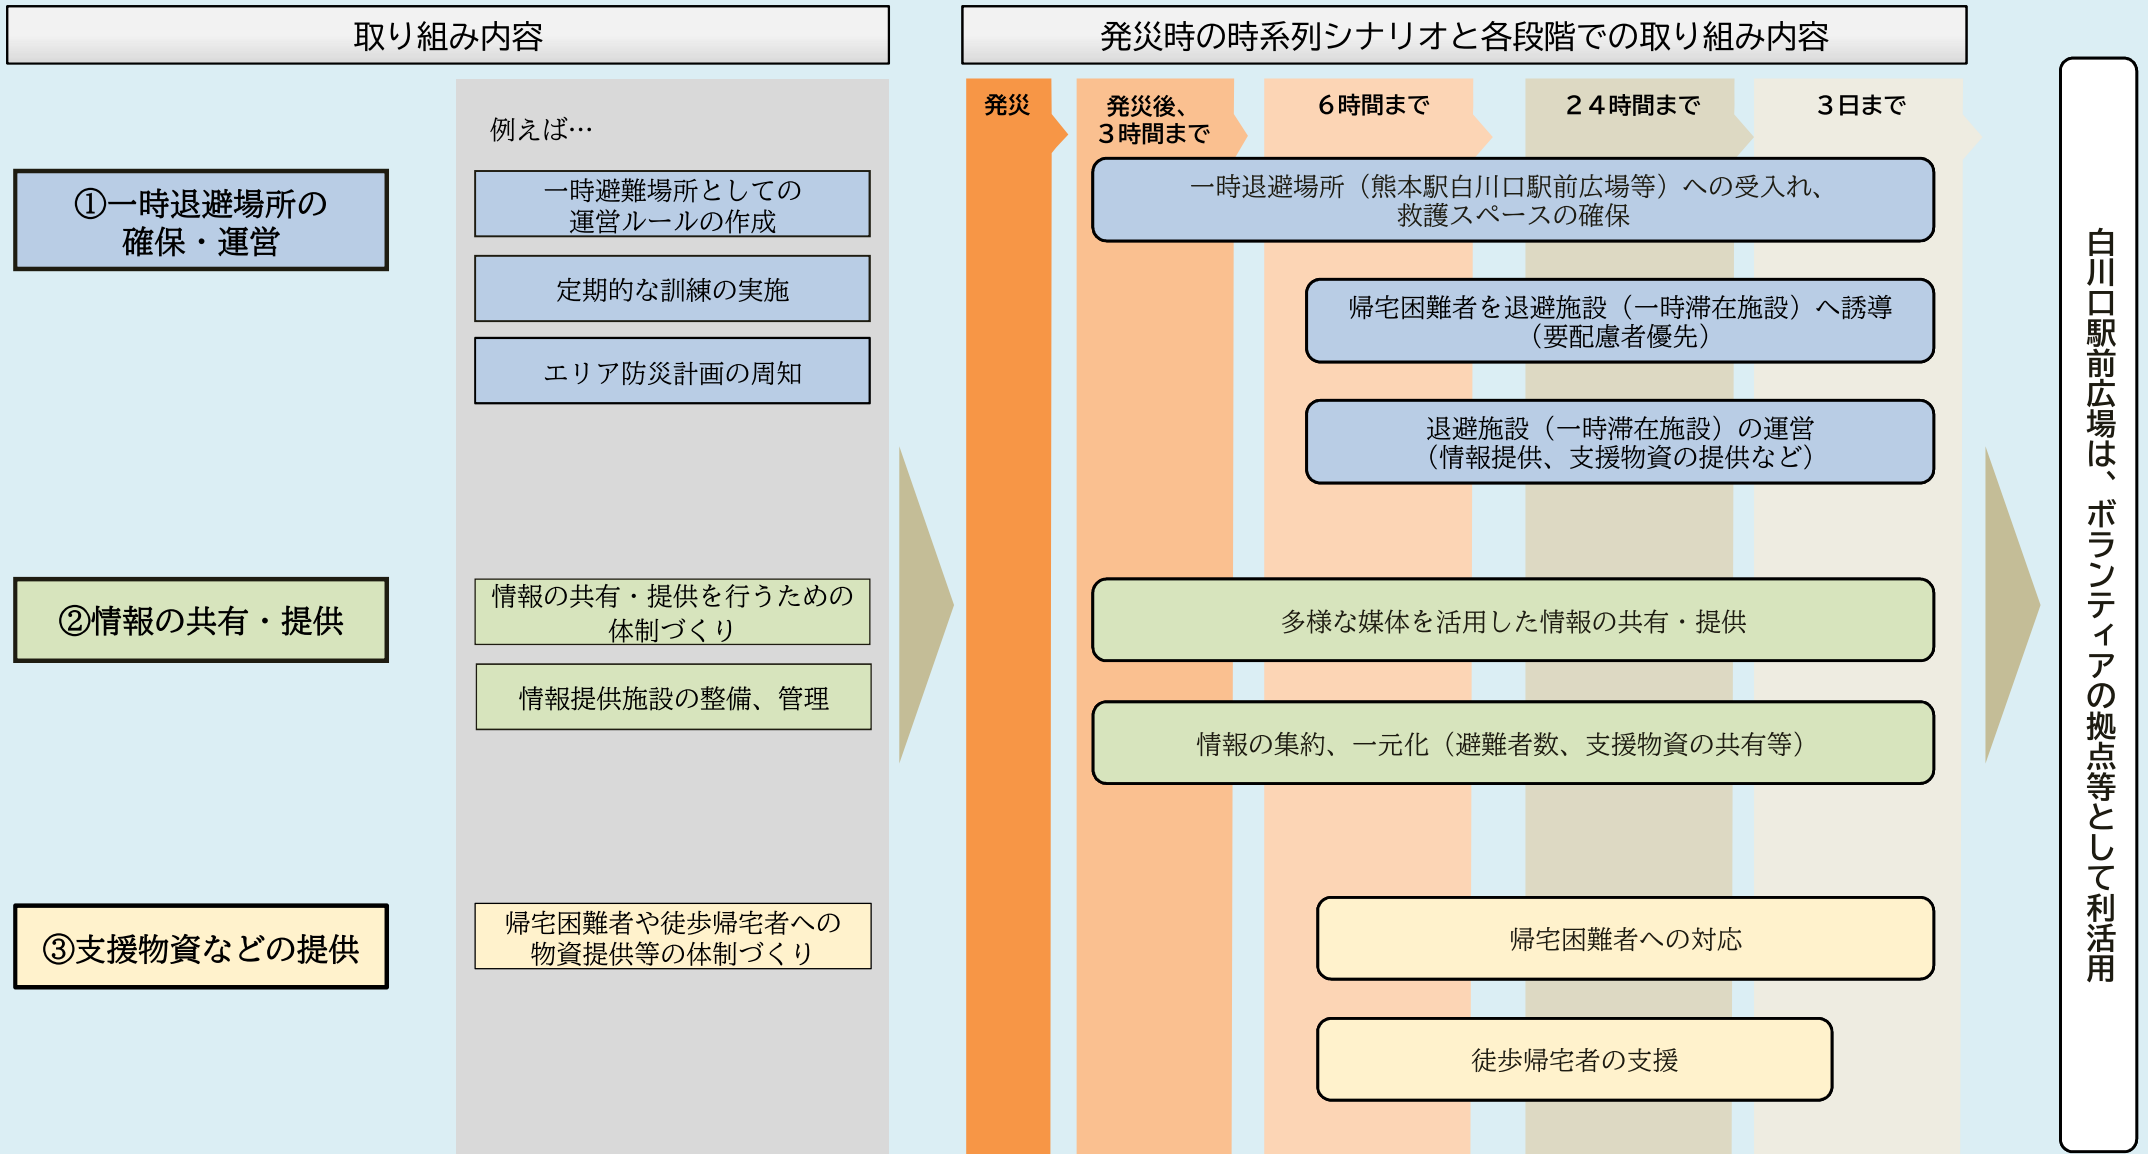 取り組み内容
発災時の時系列シナリオと各段階での取り組み内容
例えば…
①一時退避場所の
確保・運営
一時避難場所としての
運営ルールの作成
定期的な訓練の実施
エリア防災計画の周知
②情報の共有・提供
情報の共有・提供を行うための
体制づくり
情報提供施設の整備、管理
③支援物資などの提供
帰宅困難者や徒歩帰宅者への
物資提供等の体制づくり
発災
発災後、
３時間まで
６時間まで
２４時間まで
３日まで
一時退避場所（熊本駅白川口駅前広場等）への受入れ、
救護スペースの確保
帰宅困難者を退避施設（一時滞在施設）へ誘導
（要配慮者優先）
退避施設（一時滞在施設）の運営
（情報提供、支援物資の提供など）
多様な媒体を活用した情報の共有・提供
情報の集約、一元化（避難者数、支援物資の共有等）
帰宅困難者への対応
徒歩帰宅者の支援
白川口駅前広場は、ボランティアの拠点等として利活用